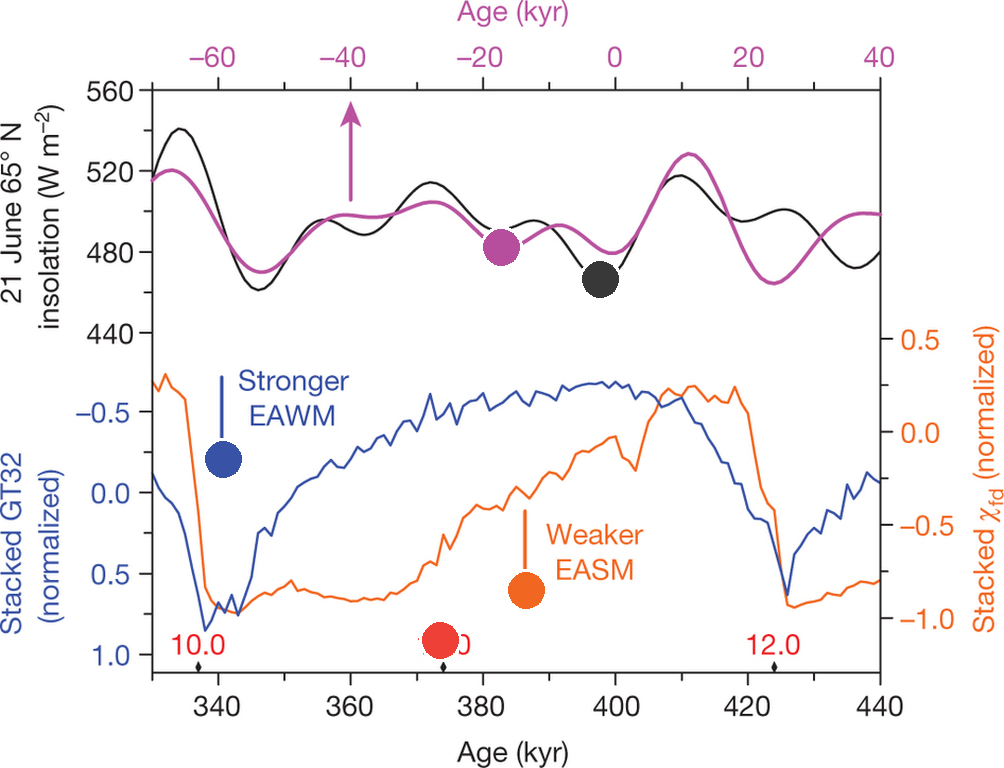 Age (kyr)
−60 −40 −20 0 20 40
560
520
480
440
21 June 65° N
insolation (W m⁻²)
0.5
0.0
−0.5
−1.0
Stacked χfd (normalized)
−0.5
0.0
0.5
1.0
Stacked GT32
(normalized)
Stronger
EAWM
Weaker
EASM
10.0
12.0
340 360 380 400 420 440
Age (kyr)